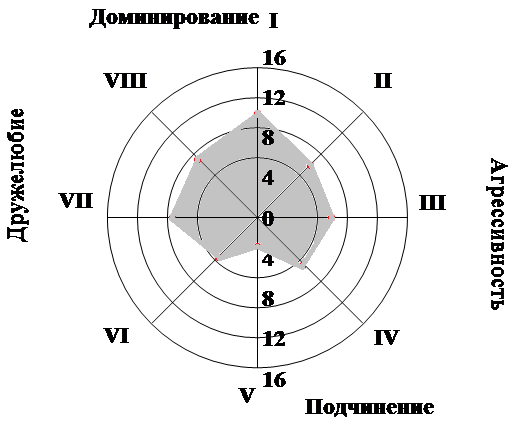 Доминирование I
VIII
16
II
12
8
Дружелюбие
VII
4
0
III
Агрессивность
4
8
VI
12
IV
V
16
Подчинение